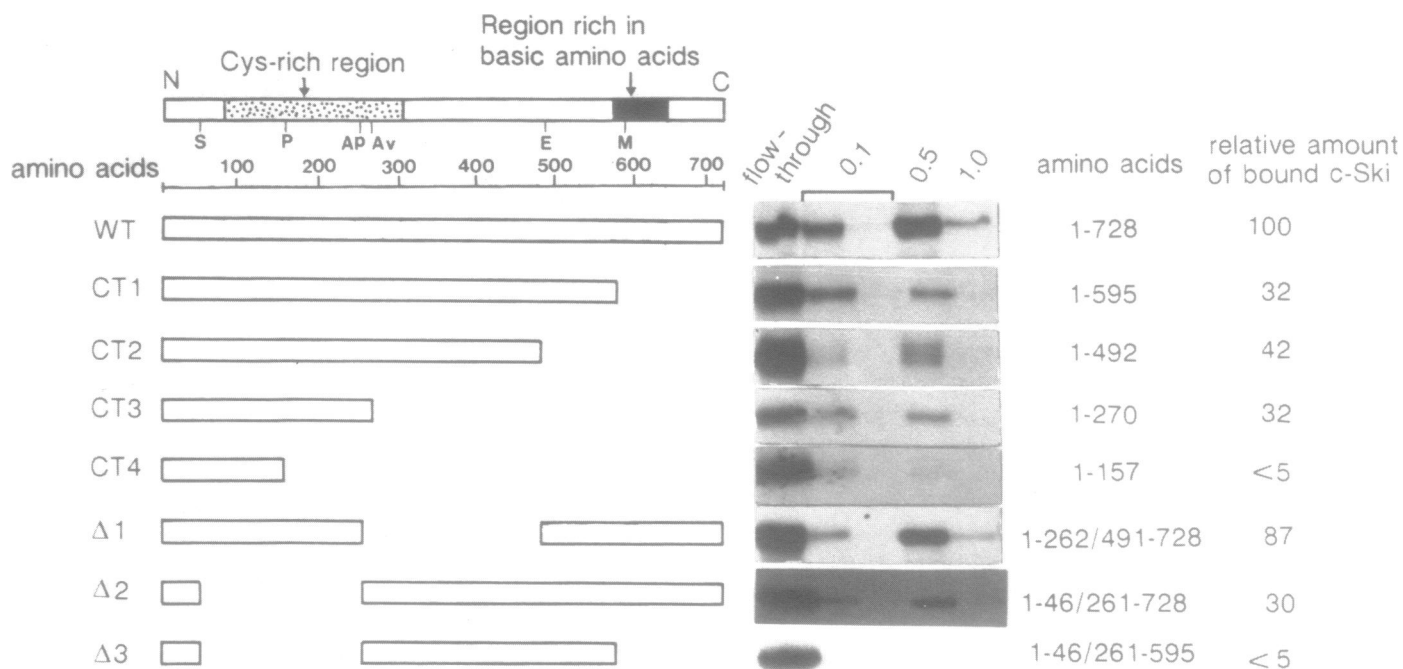 Region rich in
basic amino acids
Cys-rich region
N C
S P Ap Av E M
amino acids 100 200 300 400 500 600 700
flow-through 0.1 0.5 1.0 amino acids relative amount of bound c-Ski
WT 1-728 100
CT1 1-595 32
CT2 1-492 42
CT3 1-270 32
CT4 1-157 <5
Δ1 1-262/491-728 87
Δ2 1-46/261-728 30
Δ3 1-46/261-595 <5